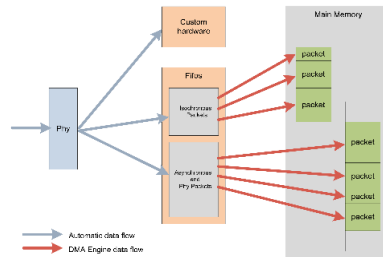 Main Memory
Custom
hardware
packet
packet
packet
Fifos
Isochronous
Packets
Phy
Asynchronous
and
Phy Packets
packet
packet
packet
packet
Automatic data flow
DMA Engine data flow